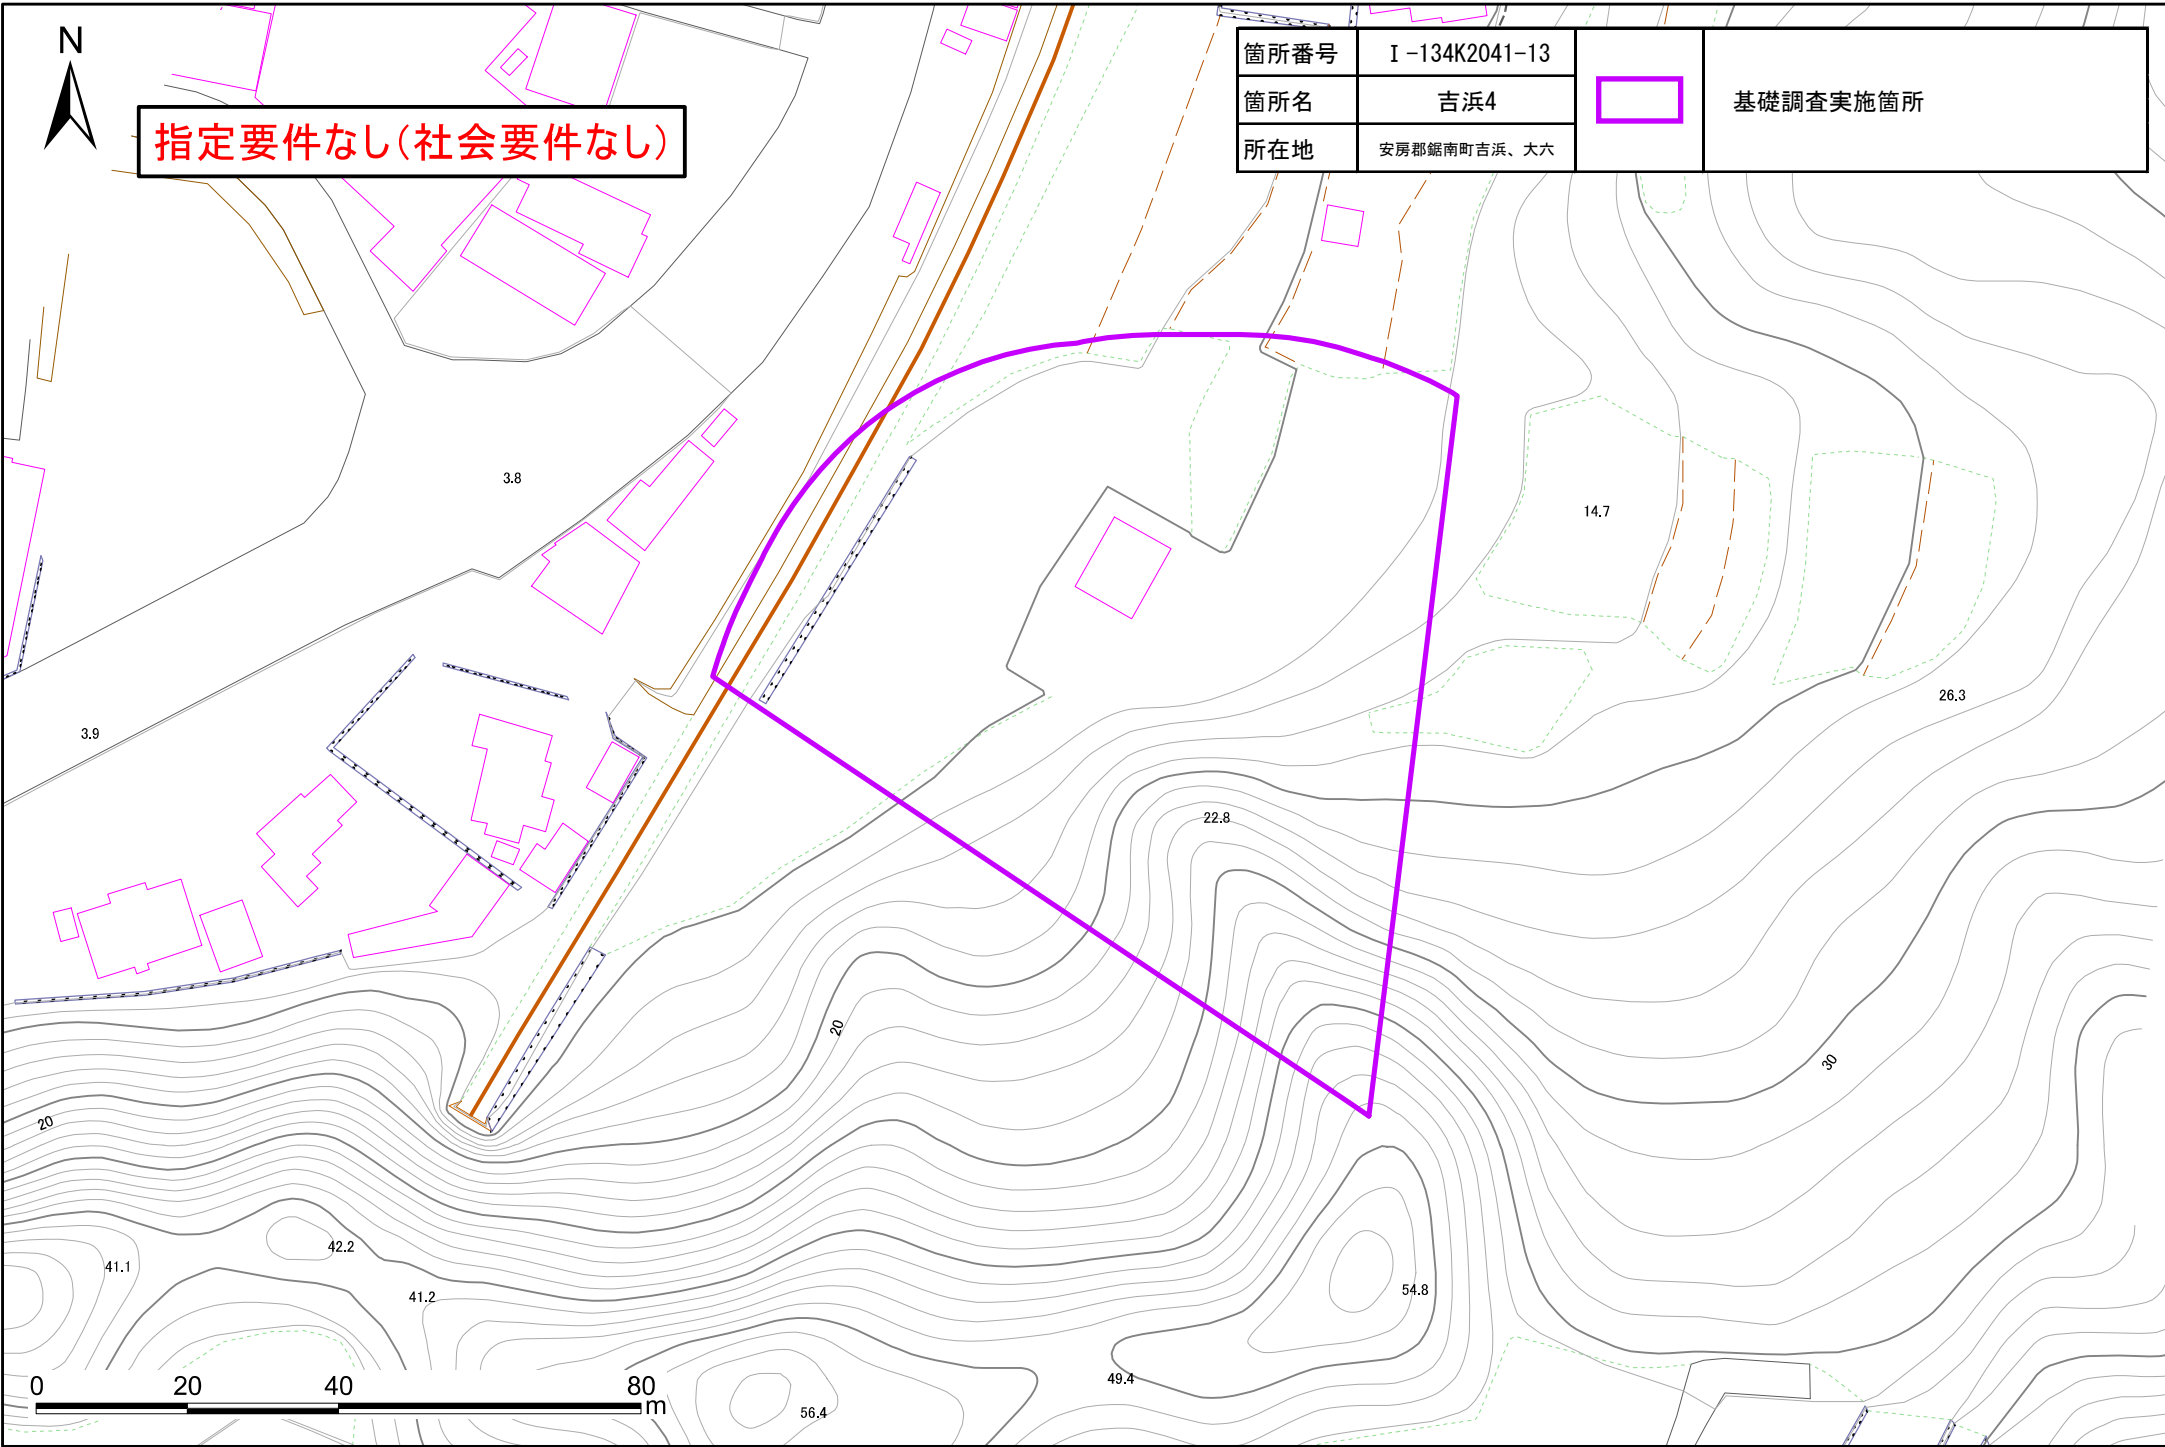 N
指定要件なし(社会要件なし)
箇所番号 Ⅰ-134K2041-13
箇所名 吉浜4
所在地 安房郡鋸南町吉浜、大六
基礎調査実施箇所
3.8
14.7
26.3
3.9
22.8
20
30
20
42.2
41.1
41.2
54.8
49.4
56.4
0 20 40 80
m